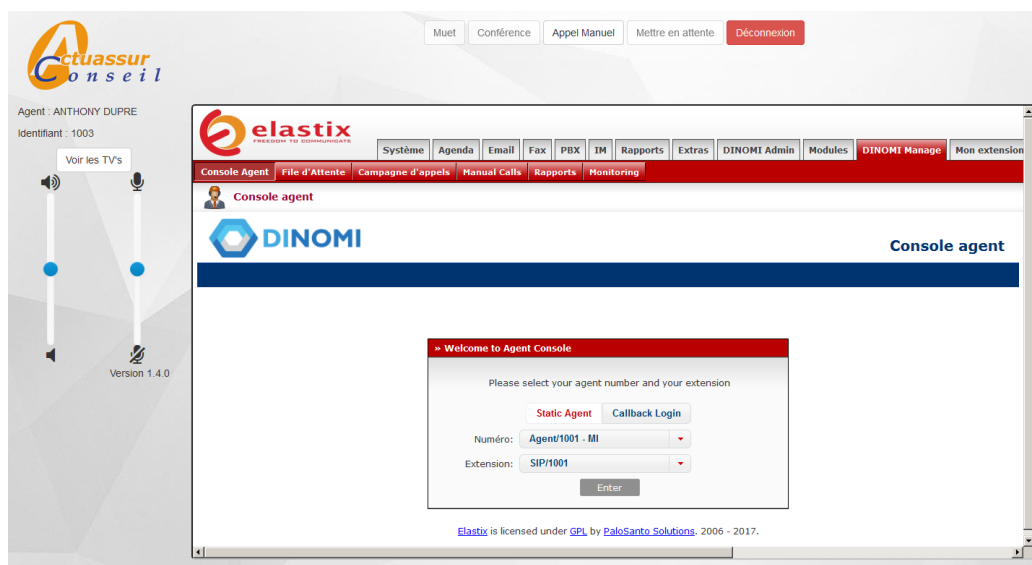 Muet Conférence Appel Manuel Mettre en attente Déconnexion
Actuassur
Conseil
Agent : ANTHONY DUPRE
Identifiant : 1003
Voir les TV's
Version 1.4.0
elastix
FREEDOM TO COMMUNICATE
Système Agenda Email Fax PBX IM Rapports Extras DINOMI Admin Modules DINOMI Manage Mon extension
Console Agent File d'Attente Campagne d'appels Manual Calls Rapports Monitoring
Console agent
DINOMI
Console agent
» Welcome to Agent Console
Please select your agent number and your extension
Static Agent Callback Login
Numéro: Agent/1001 - MI
Extension: SIP/1001
Enter
Elastix is licensed under GPL by PaloSanto Solutions. 2006 - 2017.